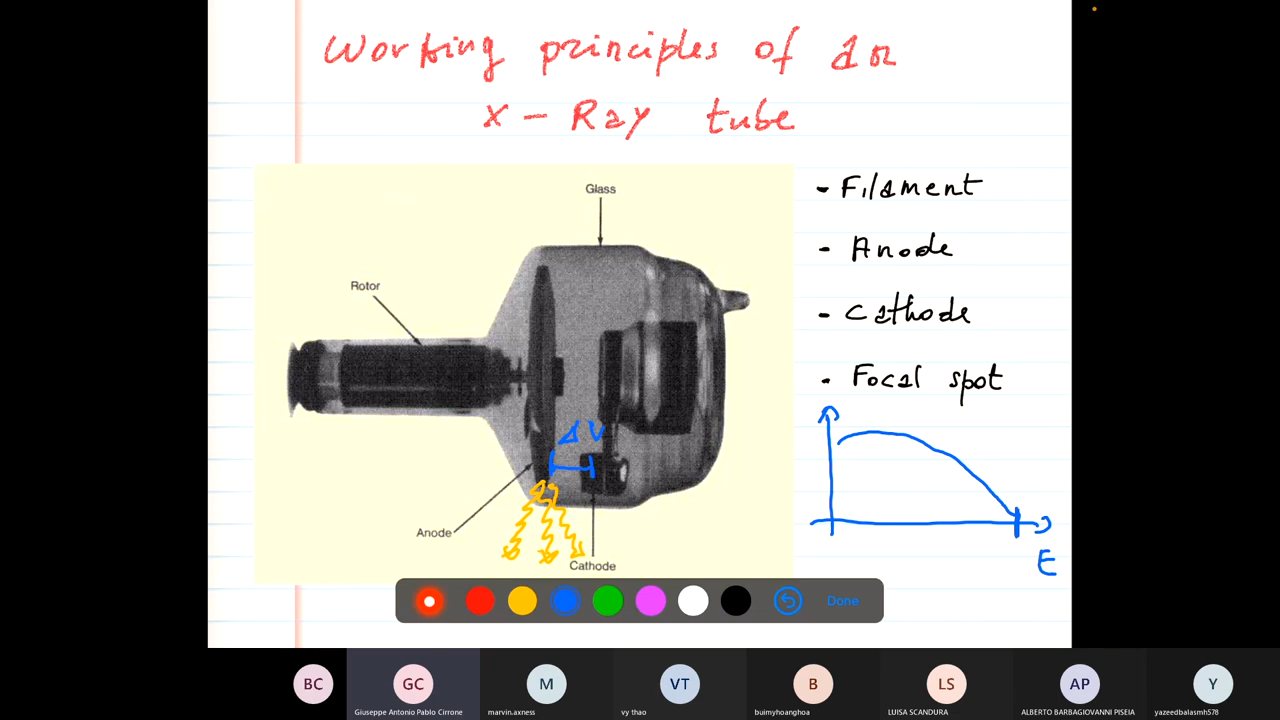 Working principles of an
X - Ray tube
Glass
Rotor
Anode
Cathode
ΔV
- Filament
- Anode
- Cathode
- Focal spot
E
Done
BC
GC
M
VT
B
LS
AP
Y
Giuseppe Antonio Pablo Cirrone
marvin.axness
vy thao
buimyhoanghoa
LUISA SCANDURA
ALBERTO BARBAGIOVANNI PISEIA
yazeedbalasmh578